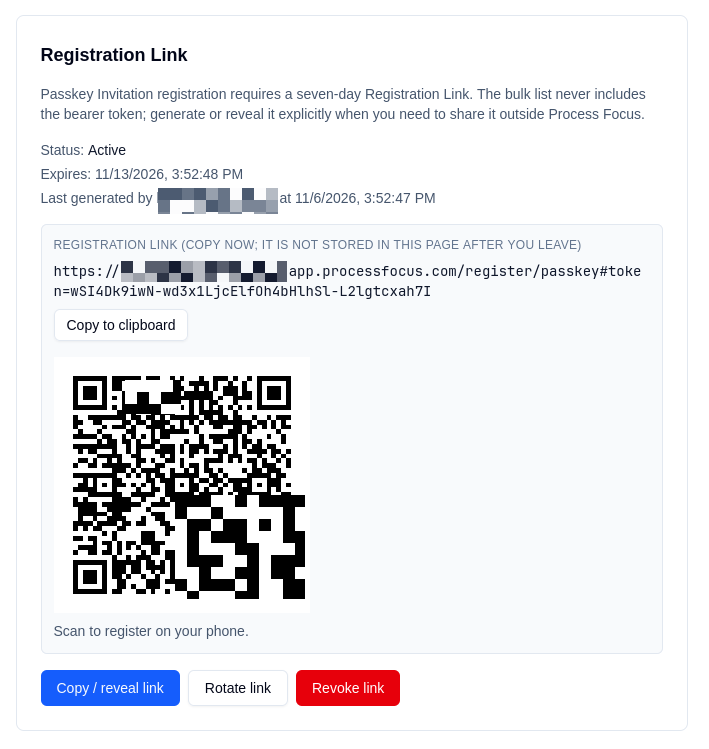 Registration Link
Passkey Invitation registration requires a seven-day Registration Link. The bulk list never includes
the bearer token; generate or reveal it explicitly when you need to share it outside Process Focus.
Status: Active
Expires: 11/13/2026, 3:52:48 PM
Last generated by at 11/6/2026, 3:52:47 PM
REGISTRATION LINK (COPY NOW; IT IS NOT STORED IN THIS PAGE AFTER YOU LEAVE)
https://app.processfocus.com/register/passkey#toke
n=wSI4Dk9iwN-wd3x1LjcElfOh4bHlhSl-L2lgtcxah7I
Copy to clipboard
Scan to register on your phone.
Copy / reveal link
Rotate link
Revoke link